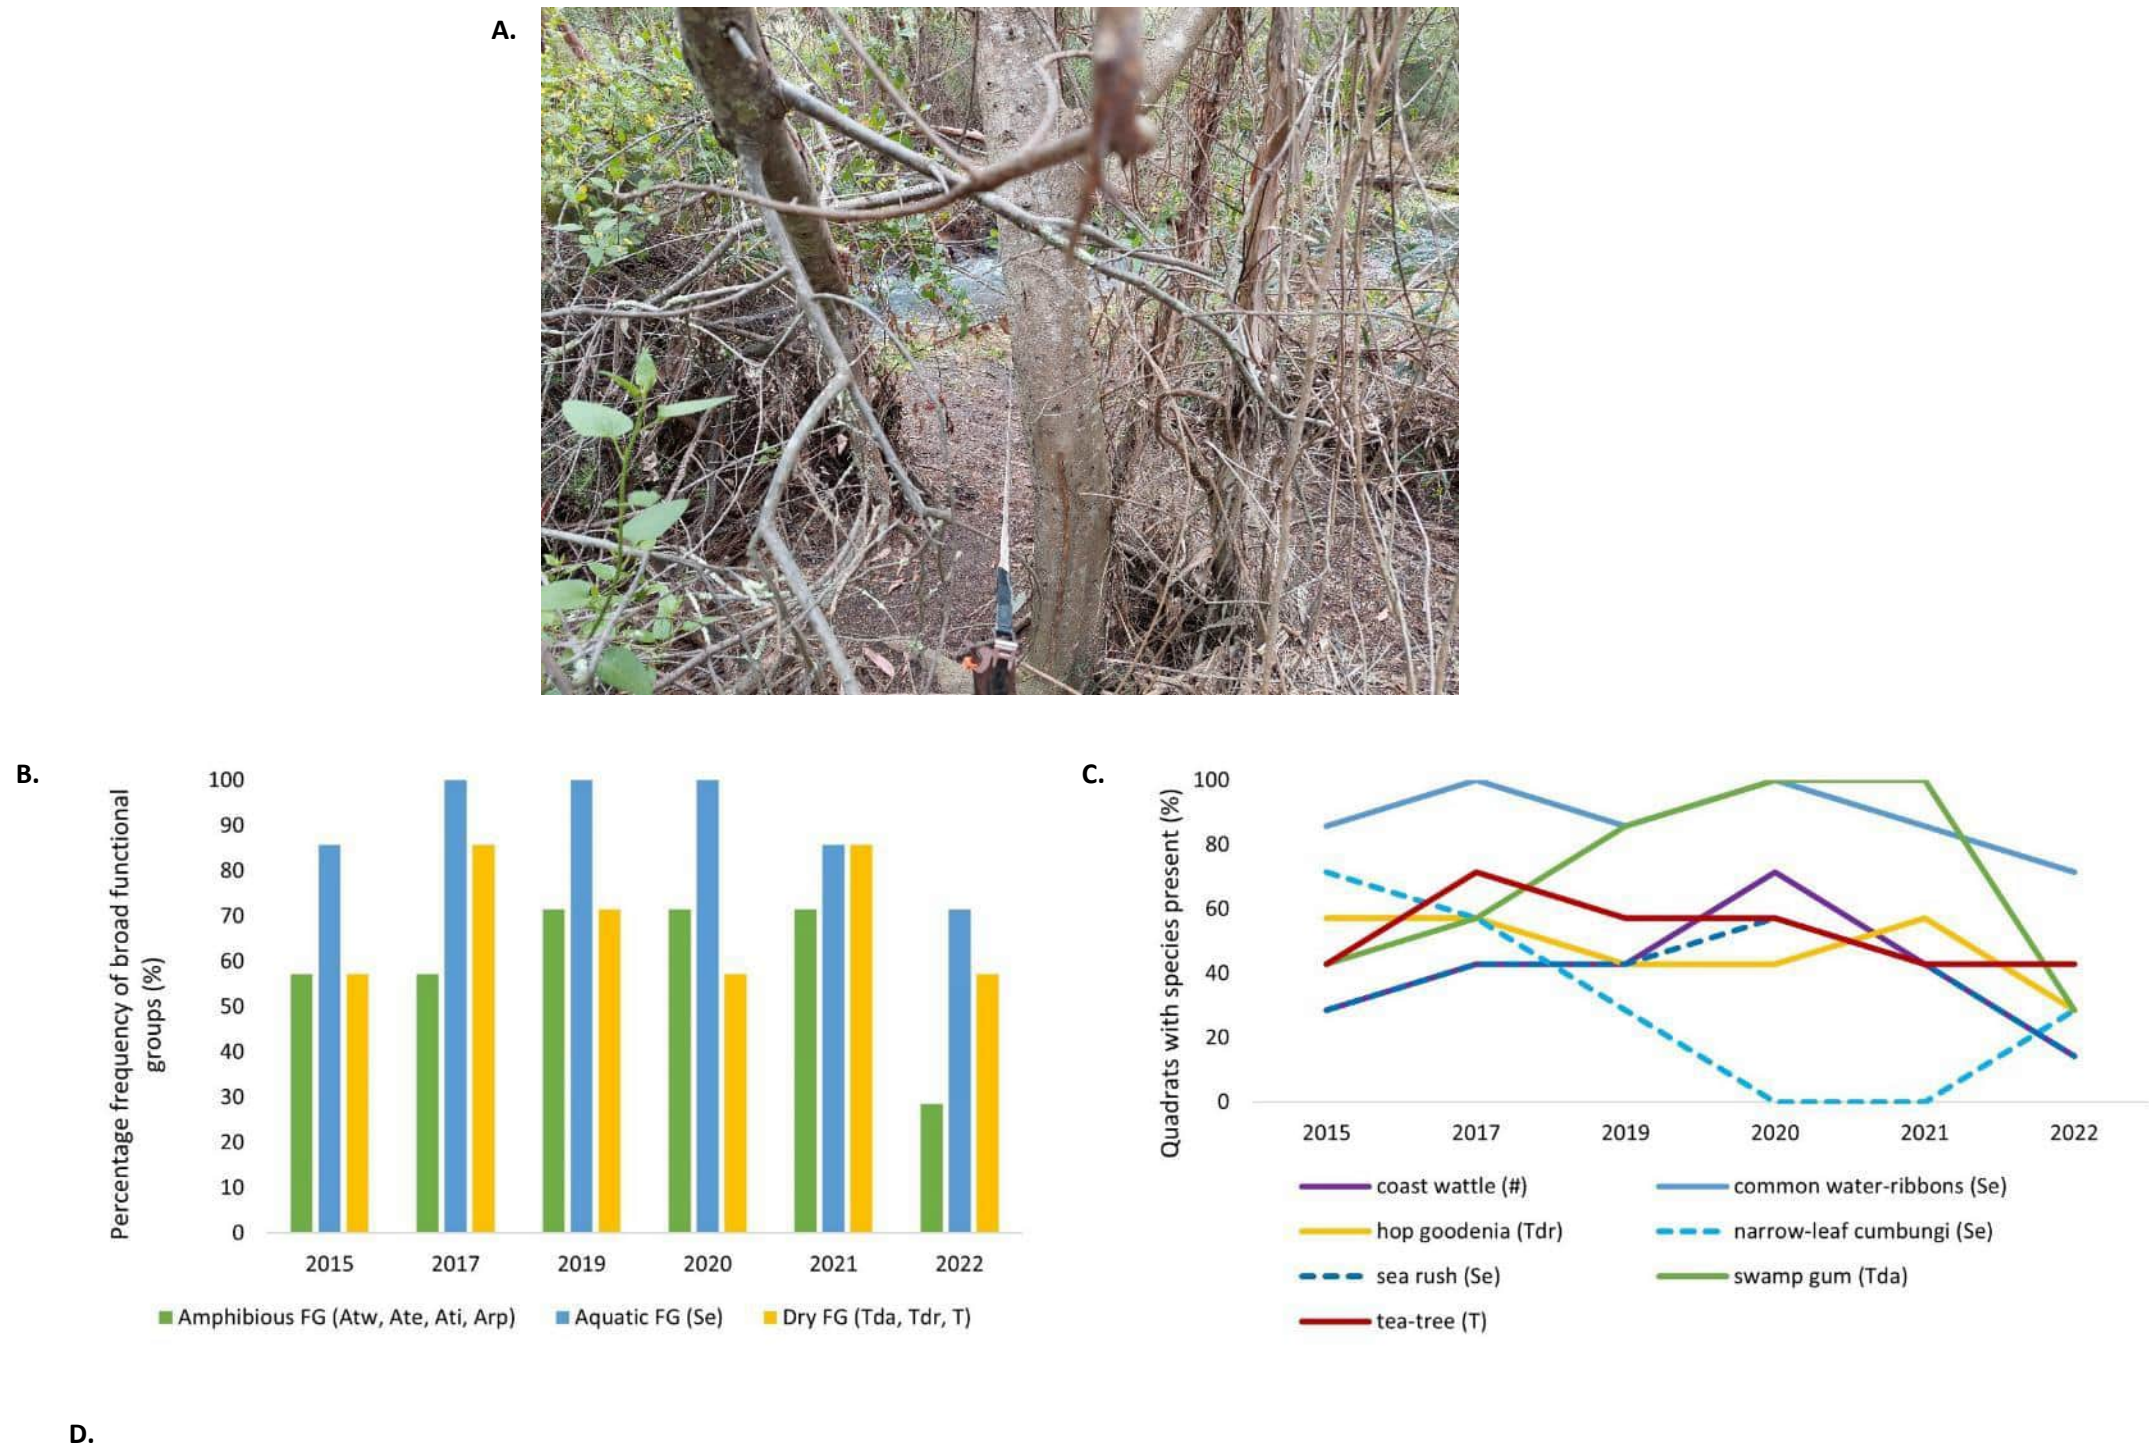 A.
B.
Percentage frequency of broad functional
groups (%)
100
90
80
70
60
50
40
30
20
10
0
2015 2017 2019 2020 2021 2022
Amphibious FG (Atw, Ate, Ati, Arp) Aquatic FG (Se) Dry FG (Tda, Tdr, T)
C.
Quadrats with species present (%)
100
80
60
40
20
0
2015 2017 2019 2020 2021 2022
coast wattle (#) common water-ribbons (Se)
hop goodenia (Tdr) narrow-leaf cumbungi (Se)
sea rush (Se) swamp gum (Tda)
tea-tree (T)
D.